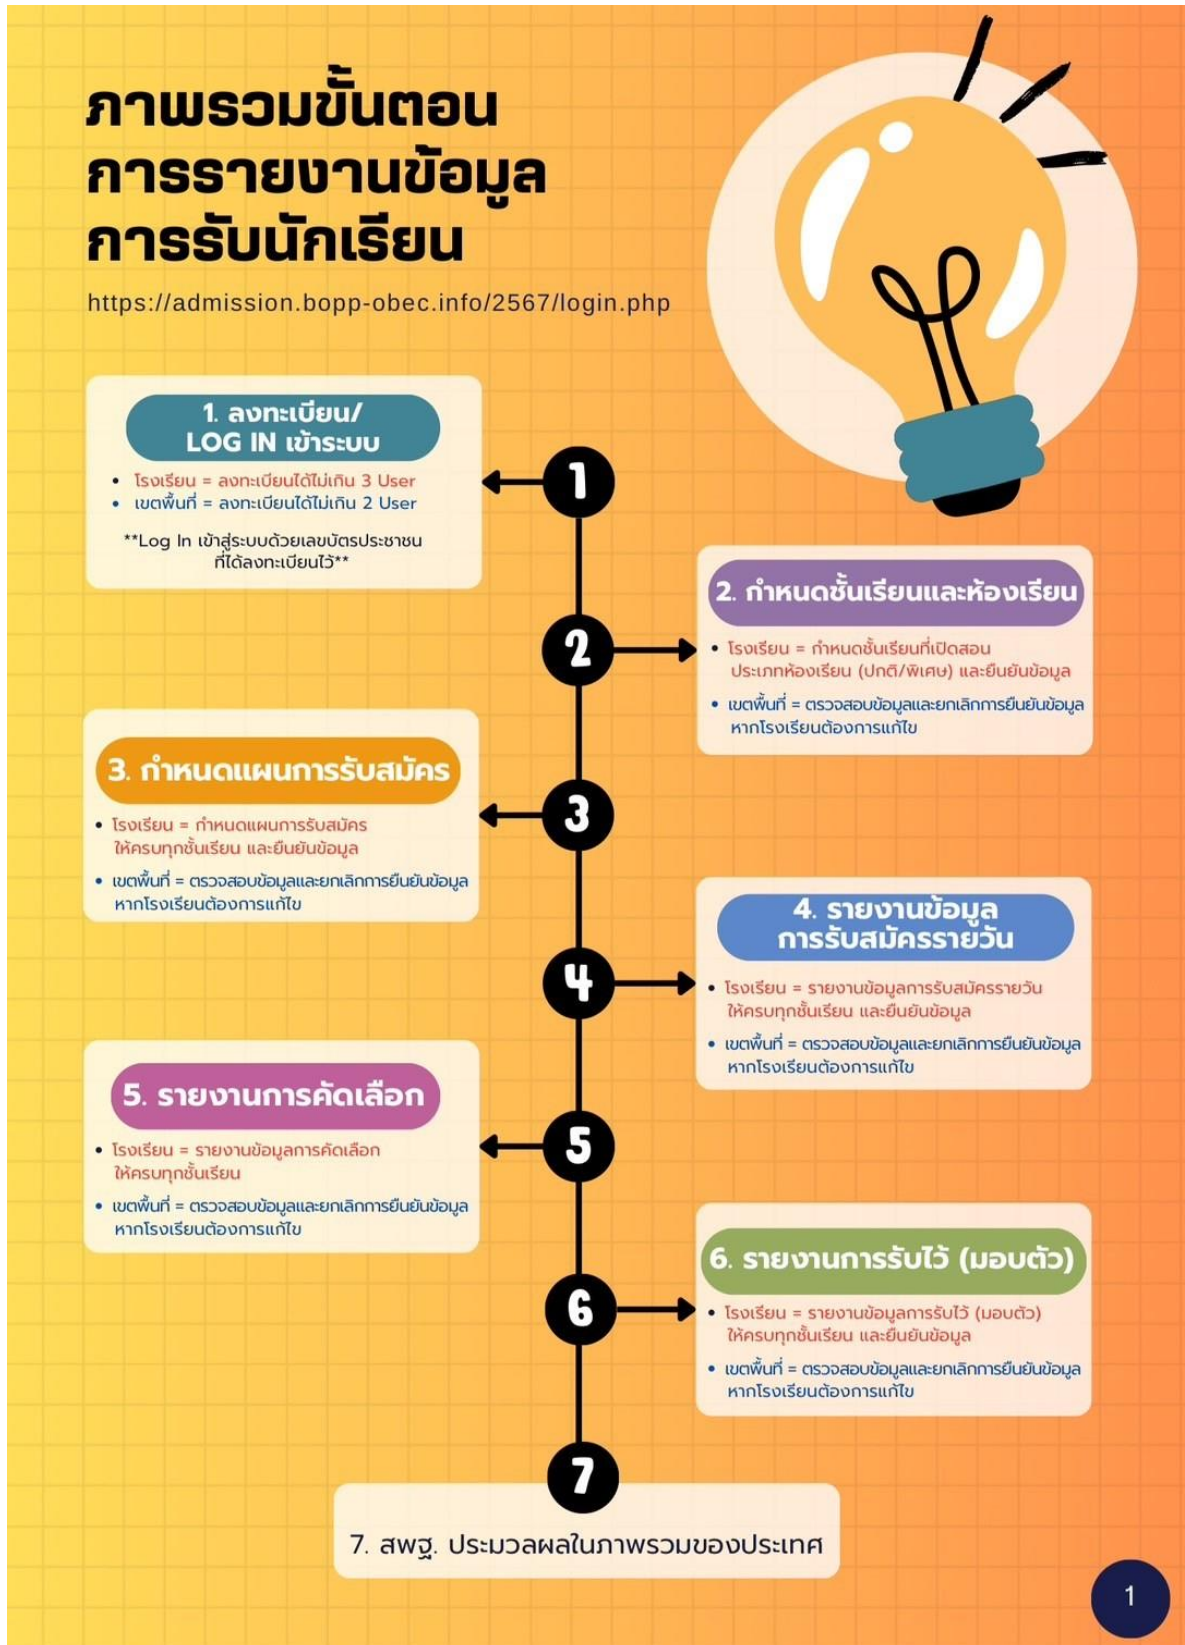 ภาพรวมขั้นตอน
การรายงานข้อมูล
การรับนักเรียน
https://admission.bopp-obec.info/2567/login.php
1. ลงทะเบียน/
LOG IN เข้าระบบ
• โรงเรียน = ลงทะเบียนได้ไม่เกิน 3 User
• เขตพื้นที่ = ลงทะเบียนได้ไม่เกิน 2 User
**Log In เข้าสู่ระบบด้วยเลขบัตรประชาชน
ที่ได้ลงทะเบียนไว้**
1
2. กำหนดชั้นเรียนและห้องเรียน
• โรงเรียน = กำหนดชั้นเรียนที่เปิดสอน
ประเภทห้องเรียน (ปกติ/พิเศษ) และยืนยันข้อมูล
• เขตพื้นที่ = ตรวจสอบข้อมูลและยกเลิกการยืนยันข้อมูล
หากโรงเรียนต้องการแก้ไข
2
3. กำหนดแผนการรับสมัคร
• โรงเรียน = กำหนดแผนการรับสมัคร
ให้ครบทุกชั้นเรียน และยืนยันข้อมูล
• เขตพื้นที่ = ตรวจสอบข้อมูลและยกเลิกการยืนยันข้อมูล
หากโรงเรียนต้องการแก้ไข
3
4. รายงานข้อมูล
การรับสมัครรายวัน
• โรงเรียน = รายงานข้อมูลการรับสมัครรายวัน
ให้ครบทุกชั้นเรียน และยืนยันข้อมูล
• เขตพื้นที่ = ตรวจสอบข้อมูลและยกเลิกการยืนยันข้อมูล
หากโรงเรียนต้องการแก้ไข
4
5. รายงานการคัดเลือก
• โรงเรียน = รายงานข้อมูลการคัดเลือก
ให้ครบทุกชั้นเรียน
• เขตพื้นที่ = ตรวจสอบข้อมูลและยกเลิกการยืนยันข้อมูล
หากโรงเรียนต้องการแก้ไข
5
6. รายงานการรับไว้ (มอบตัว)
• โรงเรียน = รายงานข้อมูลการรับไว้ (มอบตัว)
ให้ครบทุกชั้นเรียน และยืนยันข้อมูล
• เขตพื้นที่ = ตรวจสอบข้อมูลและยกเลิกการยืนยันข้อมูล
หากโรงเรียนต้องการแก้ไข
6
7
7. สพฐ. ประมวลผลในภาพรวมของประเทศ
1